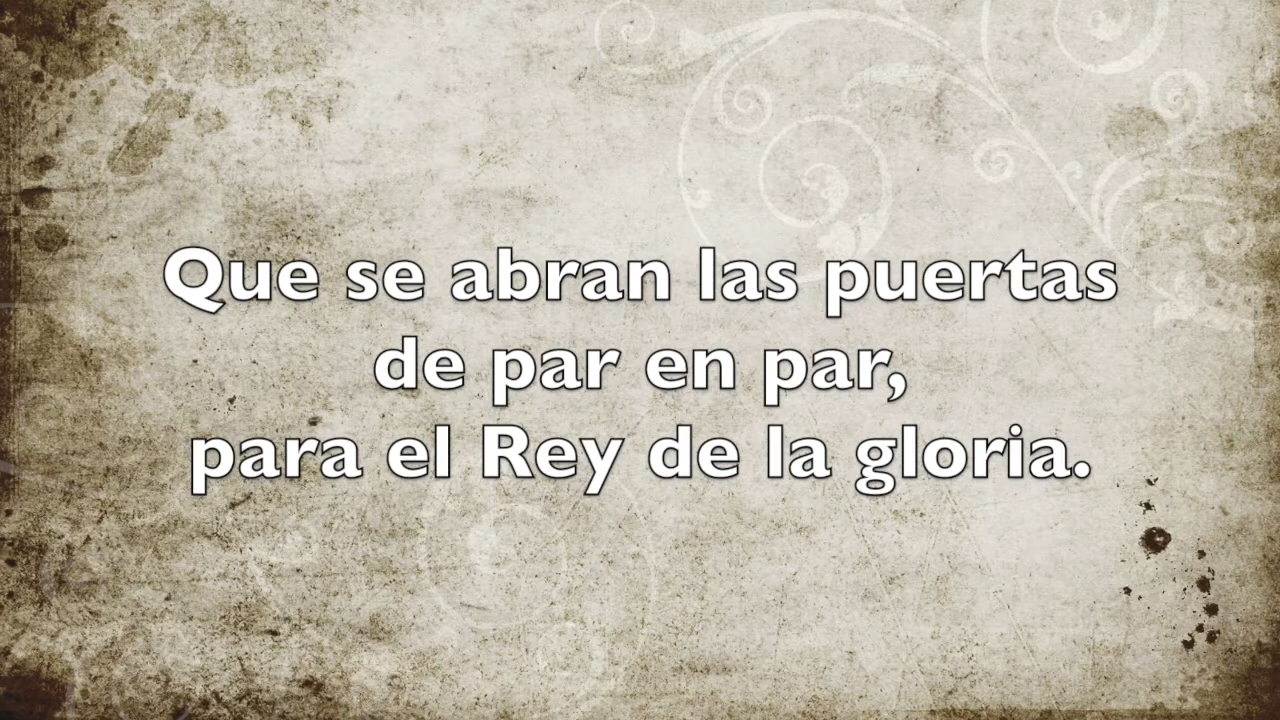 Que se abran las puertas
de par en par,
para el Rey de la gloria.